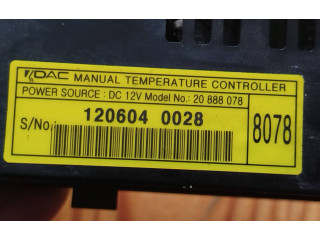 DAC MANUAL TEMPERATURE CONTROLLER
POWER SOURCE : DC 12V Model No.: 20 888 078
120604 0028
S/No.
8078